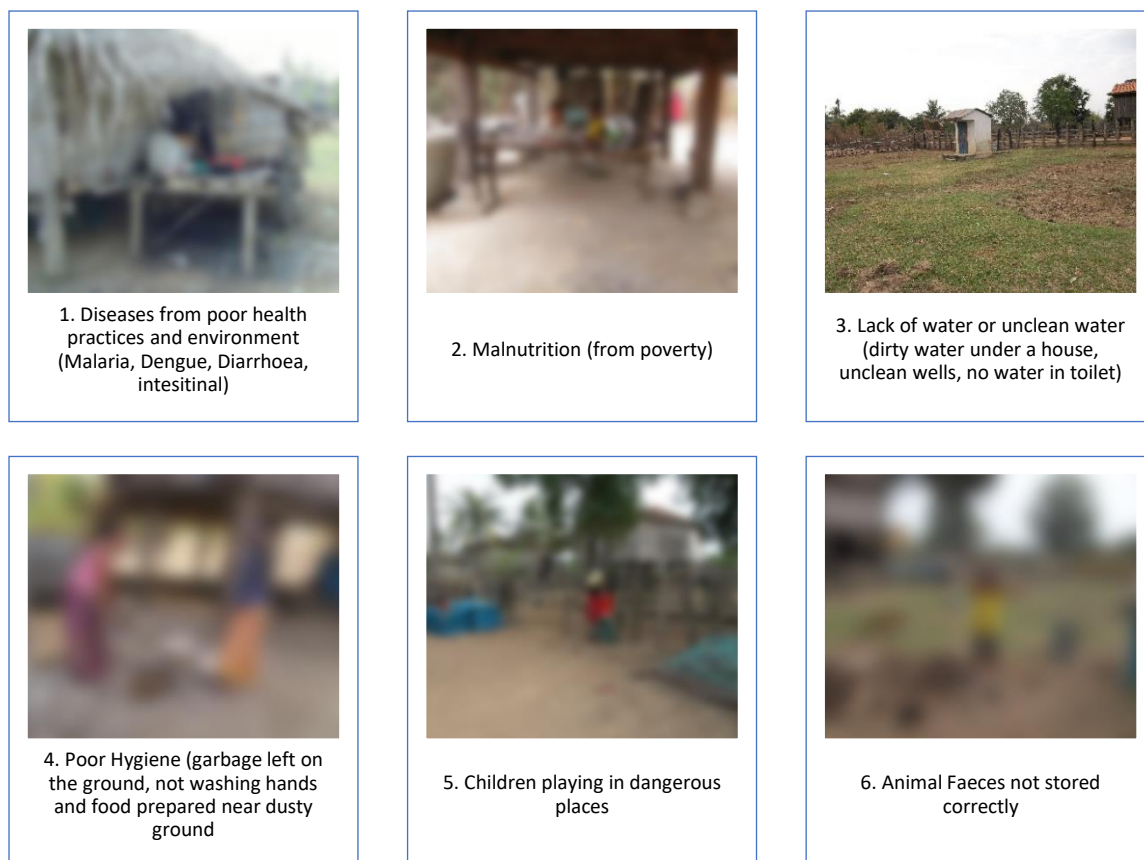 1. Diseases from poor health
practices and environment
(Malaria, Dengue, Diarrhoea,
intesitinal)
2. Malnutrition (from poverty)
3. Lack of water or unclean water
(dirty water under a house,
unclean wells, no water in toilet)
4. Poor Hygiene (garbage left on
the ground, not washing hands
and food prepared near dusty
ground
5. Children playing in dangerous
places
6. Animal Faeces not stored
correctly